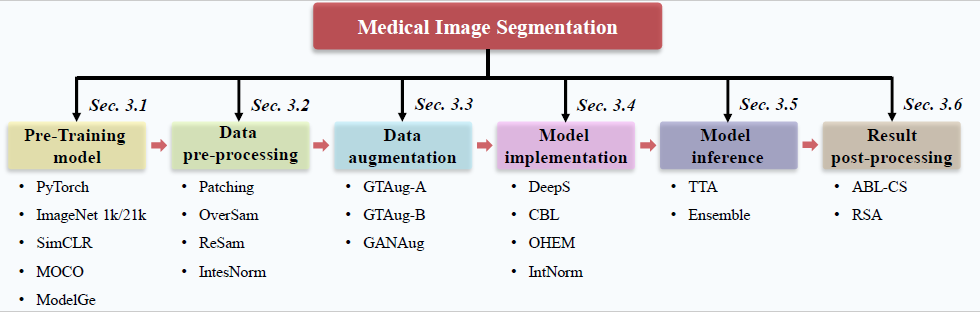 Medical Image Segmentation
Sec. 3.1
Sec. 3.2
Sec. 3.3
Sec. 3.4
Sec. 3.5
Sec. 3.6
Pre-Training
model
Data
pre-processing
Data
augmentation
Model
implementation
Model
inference
Result
post-processing
• PyTorch
• ImageNet 1k/21k
• SimCLR
• MOCO
• ModelGe
• Patching
• OverSam
• ReSam
• IntesNorm
• GTAug-A
• GTAug-B
• GANAug
• DeepS
• CBL
• OHEM
• IntNorm
• TTA
• Ensemble
• ABL-CS
• RSA